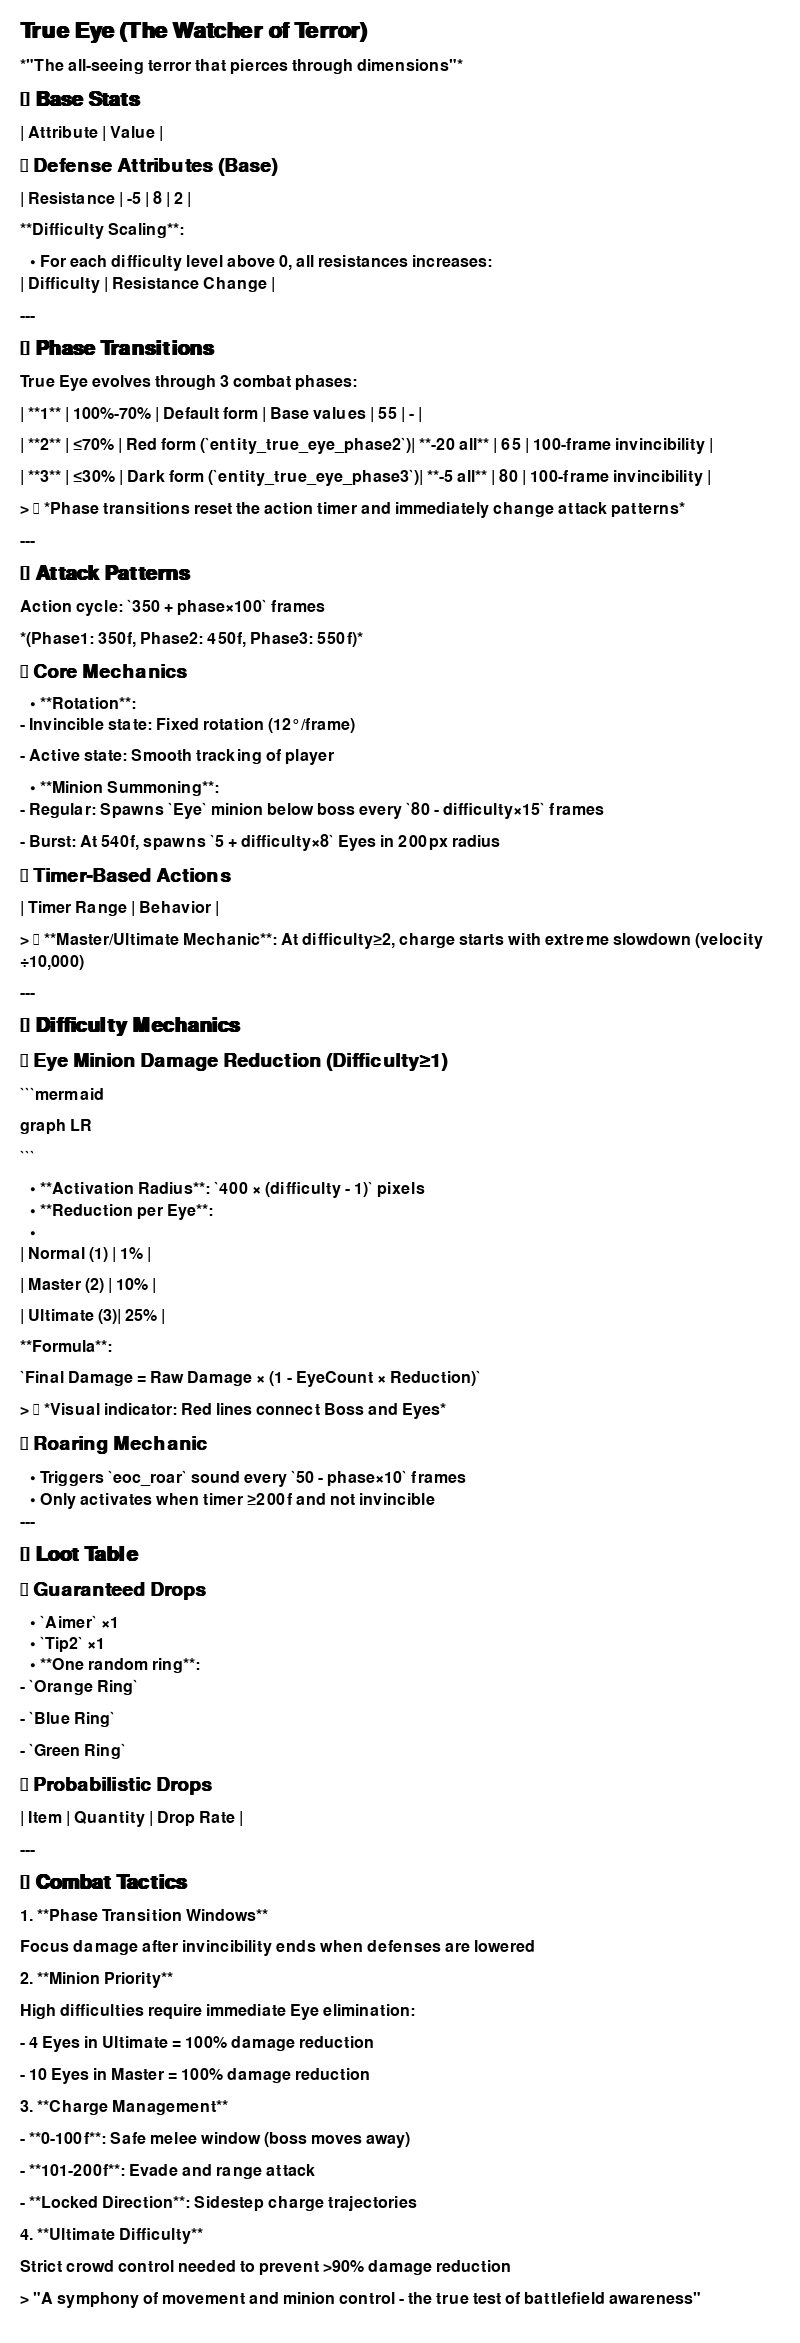 True Eye (The Watcher of Terror)
*"The all-seeing terror that pierces through dimensions"*
▯ Base Stats
| Attribute | Value |
▯ Defense Attributes (Base)
| Resistance | -5 | 8 | 2 |
**Difficulty Scaling**:
• For each difficulty level above 0, all resistances increases:
| Difficulty | Resistance Change |
---
▯ Phase Transitions
True Eye evolves through 3 combat phases:
| **1** | 100%-70% | Default form | Base values | 55 | - |
| **2** | ≤70% | Red form (`entity_true_eye_phase2`)| **-20 all** | 65 | 100-frame invincibility |
| **3** | ≤30% | Dark form (`entity_true_eye_phase3`)| **-5 all** | 80 | 100-frame invincibility |
> ▯ *Phase transitions reset the action timer and immediately change attack patterns*
---
▯ Attack Patterns
Action cycle: `350 + phase×100` frames
*(Phase1: 350f, Phase2: 450f, Phase3: 550f)*
▯ Core Mechanics
• **Rotation**:
- Invincible state: Fixed rotation (12°/frame)
- Active state: Smooth tracking of player
• **Minion Summoning**:
- Regular: Spawns `Eye` minion below boss every `80 - difficulty×15` frames
- Burst: At 540f, spawns `5 + difficulty×8` Eyes in 200px radius
▯ Timer-Based Actions
| Timer Range | Behavior |
> ▯ **Master/Ultimate Mechanic**: At difficulty≥2, charge starts with extreme slowdown (velocity
÷10,000)
---
▯ Difficulty Mechanics
▯ Eye Minion Damage Reduction (Difficulty≥1)
```mermaid
graph LR
```
• **Activation Radius**: `400 × (difficulty - 1)` pixels
• **Reduction per Eye**:
•
| Normal (1) | 1% |
| Master (2) | 10% |
| Ultimate (3)| 25% |
**Formula**:
`Final Damage = Raw Damage × (1 - EyeCount × Reduction)`
> ▯ *Visual indicator: Red lines connect Boss and Eyes*
▯ Roaring Mechanic
• Triggers `eoc_roar` sound every `50 - phase×10` frames
• Only activates when timer ≥200f and not invincible
---
▯ Loot Table
▯ Guaranteed Drops
• `Aimer` ×1
• `Tip2` ×1
• **One random ring**:
- `Orange Ring`
- `Blue Ring`
- `Green Ring`
▯ Probabilistic Drops
| Item | Quantity | Drop Rate |
---
▯ Combat Tactics
1. **Phase Transition Windows**
Focus damage after invincibility ends when defenses are lowered
2. **Minion Priority**
High difficulties require immediate Eye elimination:
- 4 Eyes in Ultimate = 100% damage reduction
- 10 Eyes in Master = 100% damage reduction
3. **Charge Management**
- **0-100f**: Safe melee window (boss moves away)
- **101-200f**: Evade and range attack
- **Locked Direction**: Sidestep charge trajectories
4. **Ultimate Difficulty**
Strict crowd control needed to prevent >90% damage reduction
> "A symphony of movement and minion control - the true test of battlefield awareness"